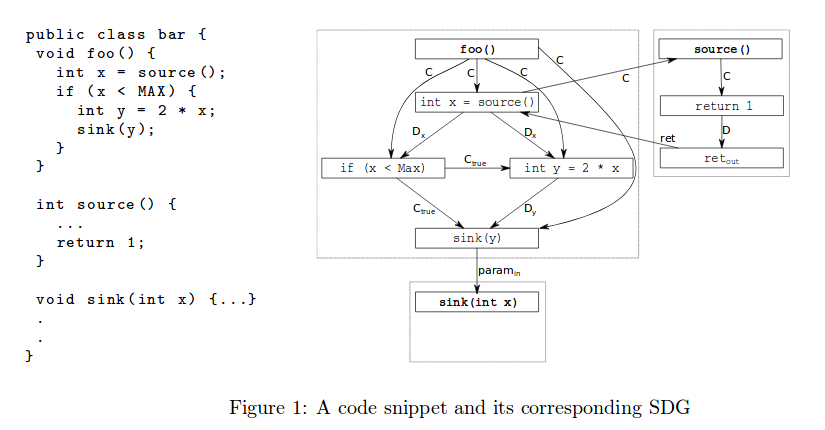 public class bar {
void foo() {
int x = source();
if (x < MAX) {
int y = 2 * x;
sink(y);
}
}
int source() {
...
return 1;
}
void sink(int x) {...}
.
.
}
foo()
source()
C
C
C
C
C
C
int x = source()
return 1
Dx
Dx
D
ret
if (x < Max)
Ctrue
int y = 2 * x
retout
Ctrue
Dy
sink(y)
paramin
sink(int x)
Figure 1: A code snippet and its corresponding SDG